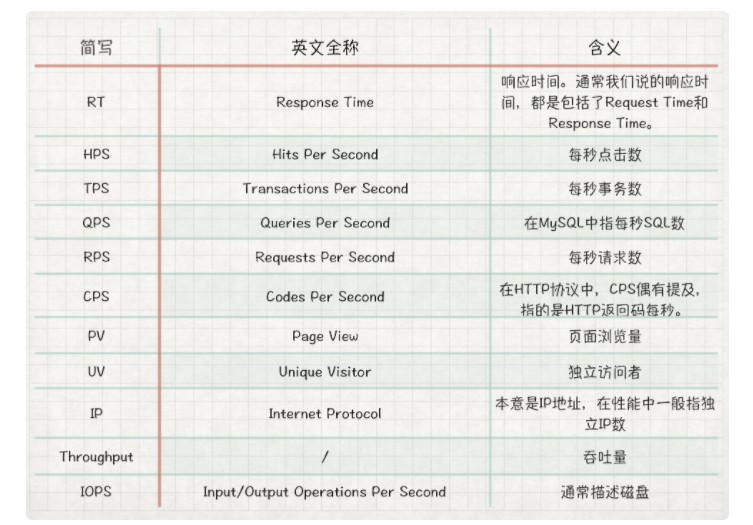 简写 英文全称 含义
RT Response Time 响应时间。通常我们说的响应时
间，都是包括了Request Time和
Response Time。
HPS Hits Per Second 每秒点击数
TPS Transactions Per Second 每秒事务数
QPS Queries Per Second 在MySQL中指每秒SQL数
RPS Requests Per Second 每秒请求数
CPS Codes Per Second 在HTTP协议中，CPS偶有提及，
指的是HTTP返回码每秒。
PV Page View 页面浏览量
UV Unique Visitor 独立访问者
IP Internet Protocol 本意是IP地址，在性能中一般指独
立IP数
Throughput / 吞吐量
IOPS Input/Output Operations Per Second 通常描述磁盘